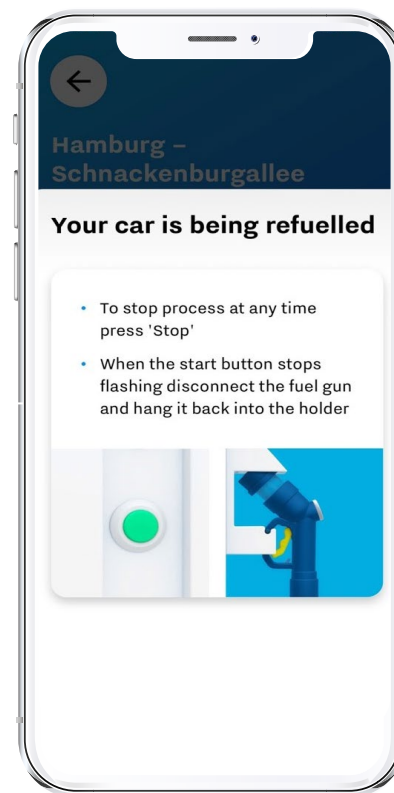 Hamburg –
Schnackenburgallee
Your car is being refuelled
• To stop process at any time
press 'Stop'
• When the start button stops
flashing disconnect the fuel gun
and hang it back into the holder